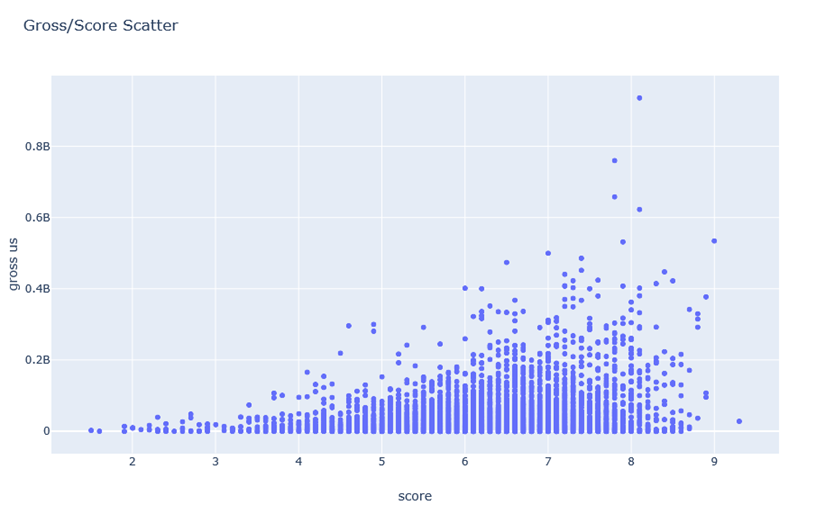 Gross/Score Scatter
0.8B
0.6B
0.4B
0.2B
0
gross us
2 3 4 5 6 7 8 9
score